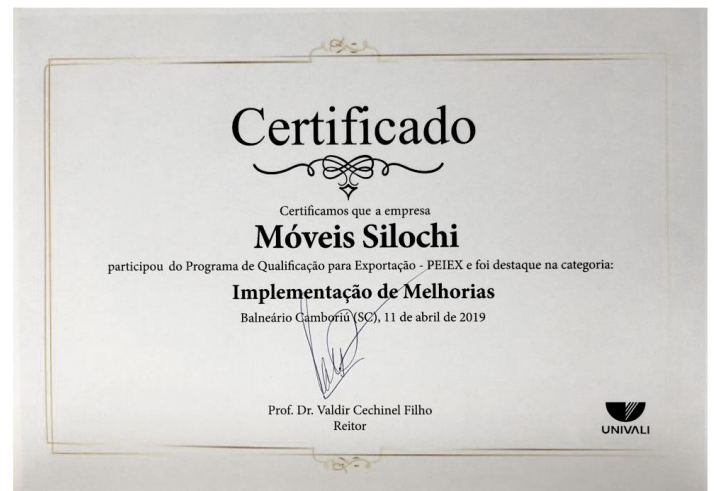 Certificado
Certificamos que a empresa
Móveis Silochi
participou do Programa de Qualificação para Exportação - PEIEX e foi destaque na categoria:
Implementação de Melhorias
Balneário Camboriú (SC), 11 de abril de 2019
Prof. Dr. Valdir Cechinel Filho
Reitor
UNIVALI